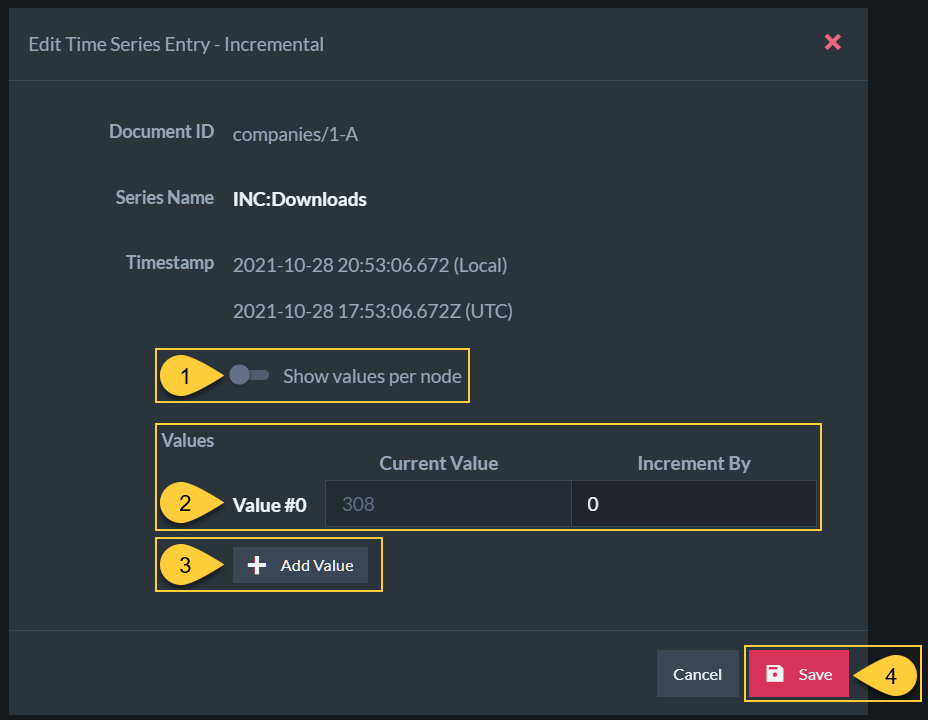 Edit Time Series Entry - Incremental
Document ID companies/1-A
Series Name INC:Downloads
Timestamp 2021-10-28 20:53:06.672 (Local)
2021-10-28 17:53:06.672Z (UTC)
1 Show values per node
Values
Current Value Increment By
2 Value #0 308 0
3 Add Value
Cancel Save 4